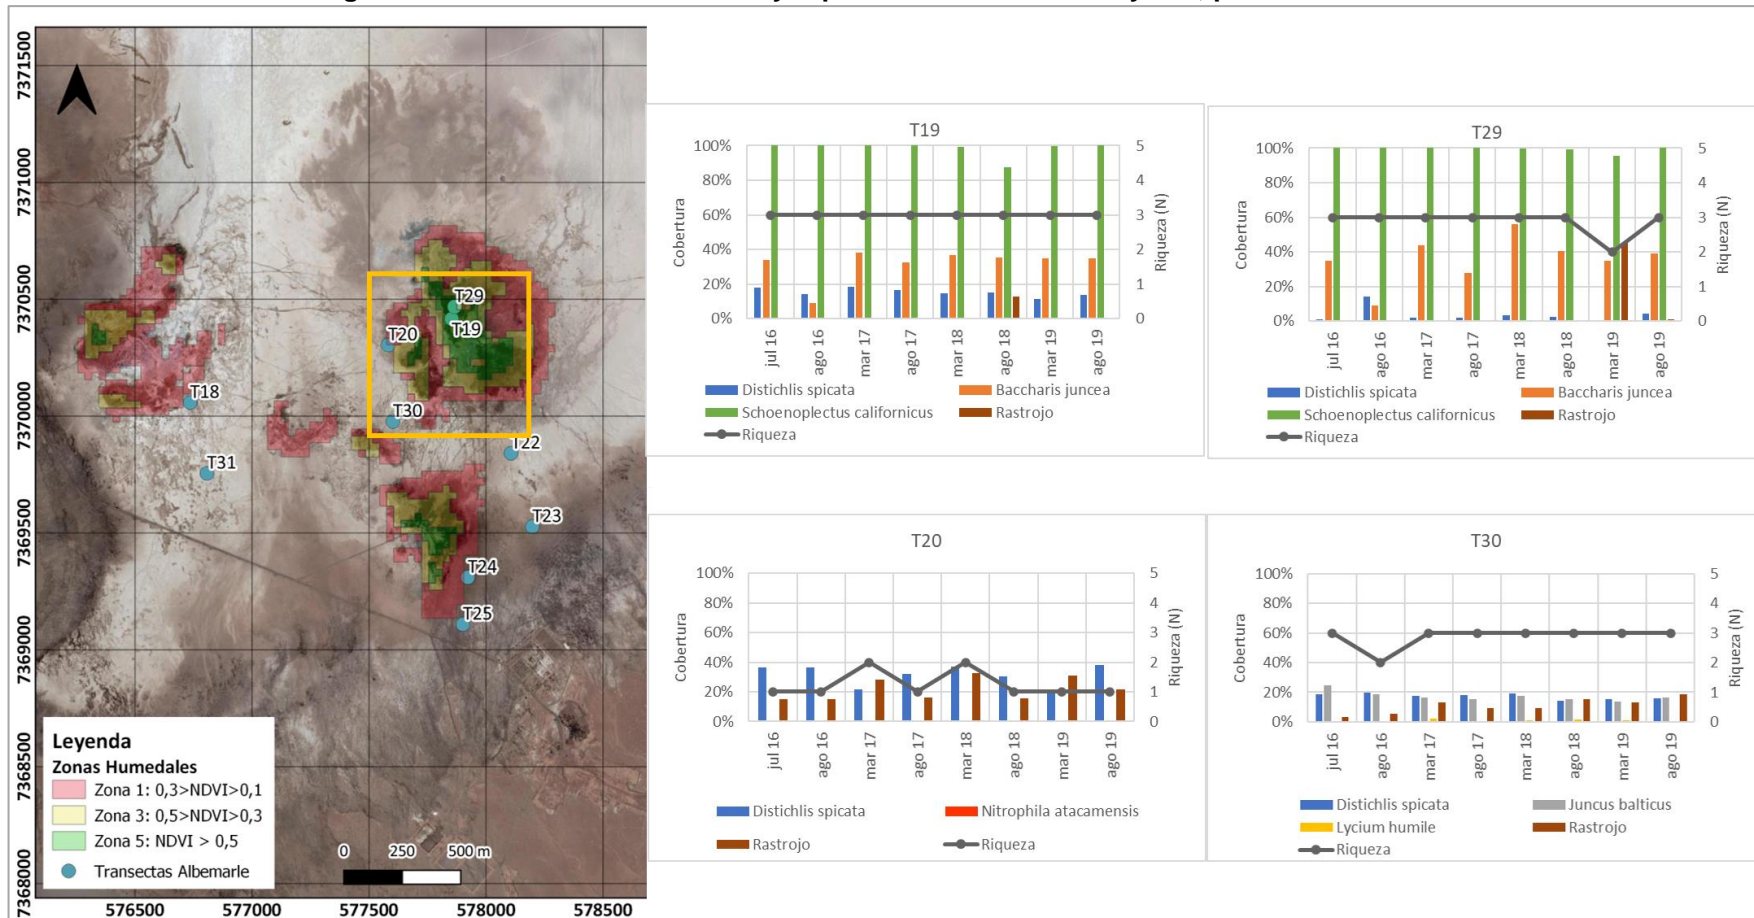 7371500
7371000
7370500
7370000
7369500
7369000
7368500
7368000
576500
577000
577500
578000
578500
T29
T19
T20
T18
T30
T22
T31
T23
T24
T25
Leyenda
Zonas Humedales
Zona 1: 0,3>NDVI>0,1
Zona 3: 0,5>NDVI>0,3
Zona 5: NDVI > 0,5
Transectas Albemarle
0 250 500 m
T19
Cobertura
100%
80%
60%
40%
20%
0%
5
4
3
2
1
0
Riqueza (N)
jul 16
ago 16
mar 17
ago 17
mar 18
ago 18
mar 19
ago 19
Distichlis spicata
Baccharis juncea
Schoenoplectus californicus
Rastrojo
Riqueza
T29
Cobertura
100%
80%
60%
40%
20%
0%
5
4
3
2
1
0
Riqueza (N)
jul 16
ago 16
mar 17
ago 17
mar 18
ago 18
mar 19
ago 19
Distichlis spicata
Baccharis juncea
Schoenoplectus californicus
Rastrojo
Riqueza
T20
Cobertura
100%
80%
60%
40%
20%
0%
5
4
3
2
1
0
Riqueza (N)
jul 16
ago 16
mar 17
ago 17
mar 18
ago 18
mar 19
ago 19
Distichlis spicata
Nitrophila atacamensis
Rastrojo
Riqueza
T30
Cobertura
100%
80%
60%
40%
20%
0%
5
4
3
2
1
0
Riqueza (N)
jul 16
ago 16
mar 17
ago 17
mar 18
ago 18
mar 19
ago 19
Distichlis spicata
Juncus balticus
Lycium humile
Rastrojo
Riqueza